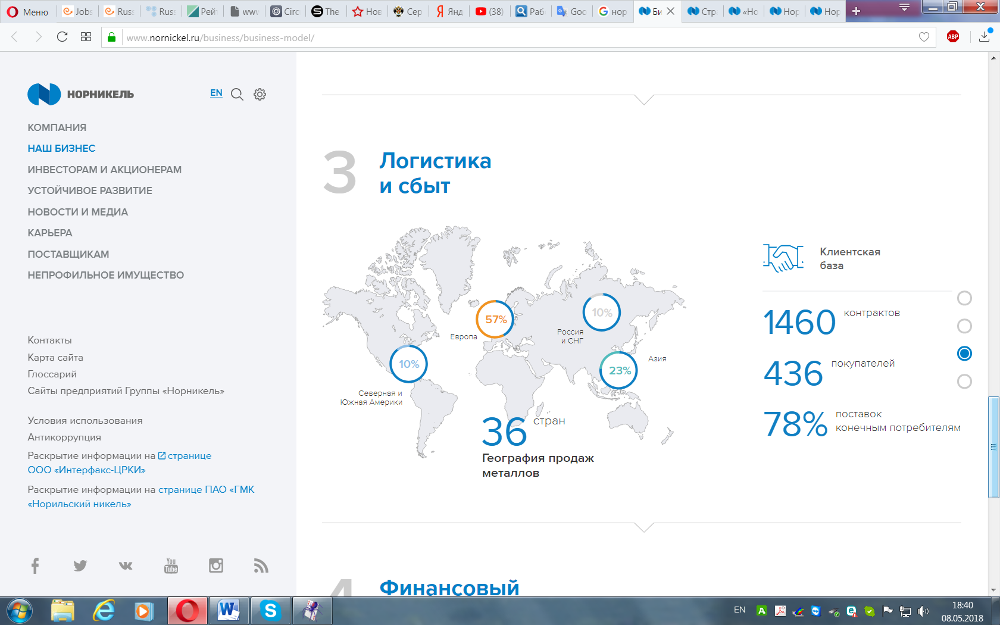 Меню
Jobs
Russ
Russ
Рей
www
Circ
The
Нов
Сер
Янд
(38)
Раб
Goo
нор
Би
Стр
«Но
Нор
Нор
www.nornickel.ru/business/business-model/
ABP
НОРНИКЕЛЬ
EN
КОМПАНИЯ
НАШ БИЗНЕС
ИНВЕСТОРАМ И АКЦИОНЕРАМ
УСТОЙЧИВОЕ РАЗВИТИЕ
НОВОСТИ И МЕДИА
КАРЬЕРА
ПОСТАВЩИКАМ
НЕПРОФИЛЬНОЕ ИМУЩЕСТВО
Контакты
Карта сайта
Глоссарий
Сайты предприятий Группы «Норникель»
Условия использования
Антикоррупция
Раскрытие информации на странице
ООО «Интерфакс-ЦРКИ»
Раскрытие информации на странице ПАО «ГМК
«Норильский никель»
You
Tube
3
Логистика
и сбыт
57%
Европа
10%
Россия
и СНГ
10%
Северная и
Южная Америки
23%
Азия
36 стран
География продаж
металлов
Клиентская
база
1460 контрактов
436 покупателей
78% поставок
конечным потребителям
4
Финансовый
EN
18:40
08.05.2018